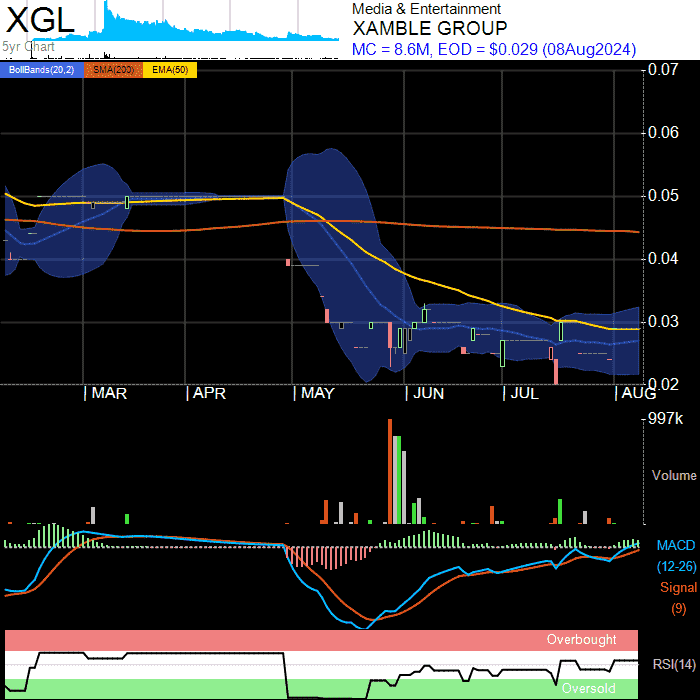 XGL
5yr Chart
Media & Entertainment
XAMBLE GROUP
MC = 8.6M, EOD = $0.029 (08Aug2024)
BollBands(20,2) SMA(200) EMA(50)
0.07
0.06
0.05
0.04
0.03
0.02
MAR APR MAY JUN JUL AUG
997k
Volume
MACD
(12-26)
Signal
(9)
Overbought
RSI(14)
Oversold